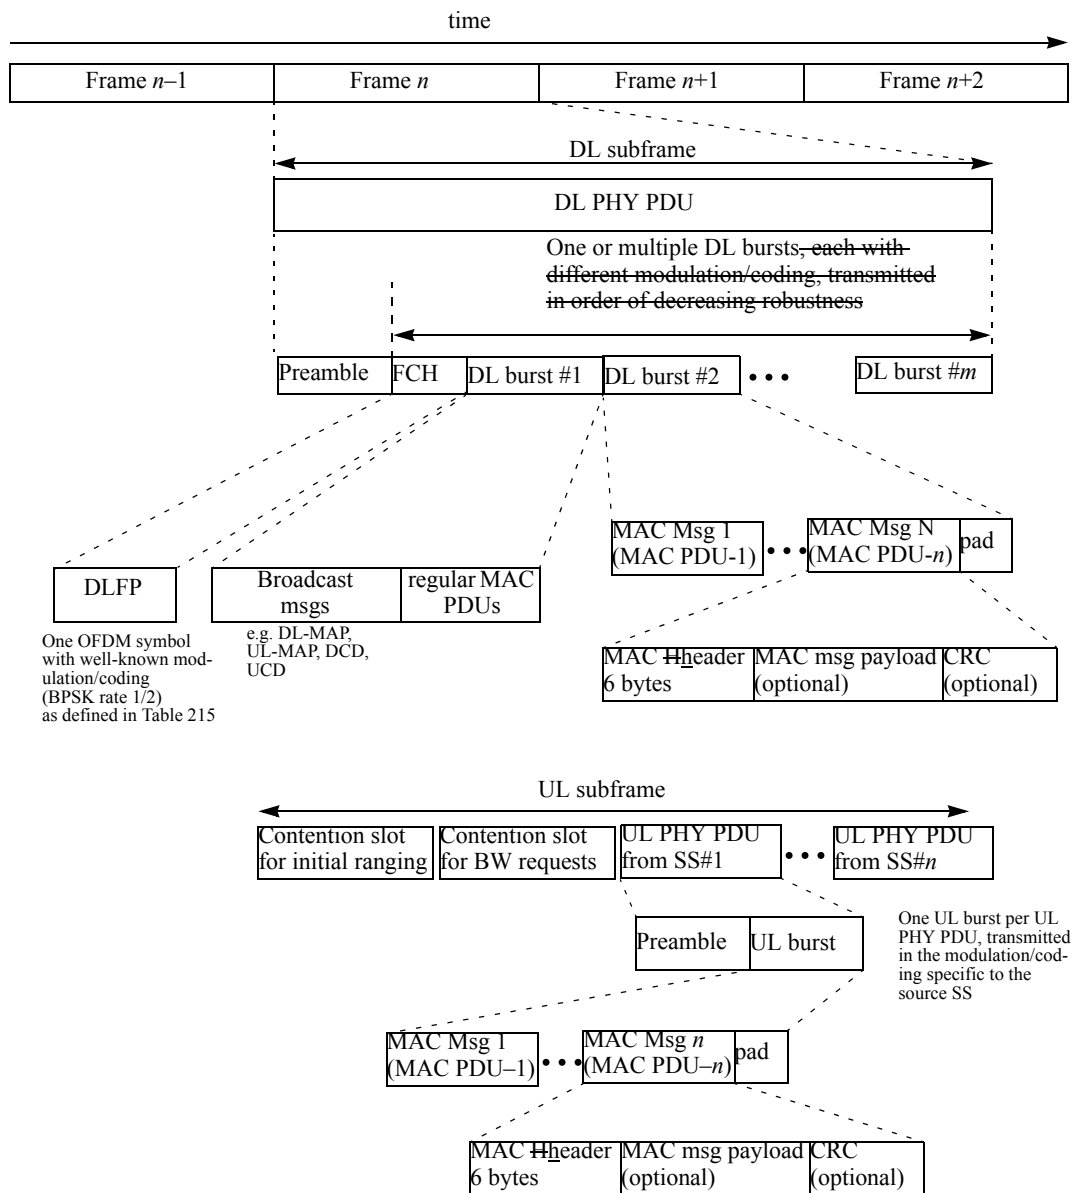 time
Frame n–1
Frame n
Frame n+1
Frame n+2
DL subframe
DL PHY PDU
One or multiple DL bursts, each with
different modulation/coding, transmitted
in order of decreasing robustness
Preamble
FCH
DL burst #1
DL burst #2
• • •
DL burst #m
MAC Msg 1
(MAC PDU-1)
• • •
MAC Msg N
(MAC PDU-n)
pad
DLFP
Broadcast
msgs
regular MAC
PDUs
One OFDM symbol
with well-known mod-
ulation/coding
(BPSK rate 1/2)
as defined in Table 215
e.g. DL-MAP,
UL-MAP, DCD,
UCD
MAC Hheader
6 bytes
MAC msg payload
(optional)
CRC
(optional)
UL subframe
Contention slot
for initial ranging
Contention slot
for BW requests
UL PHY PDU
from SS#1
• • •
UL PHY PDU
from SS#n
Preamble
UL burst
One UL burst per UL
PHY PDU, transmitted
in the modulation/cod-
ing specific to the
source SS
MAC Msg 1
(MAC PDU–1)
• • •
MAC Msg n
(MAC PDU–n)
pad
MAC Hheader
6 bytes
MAC msg payload
(optional)
CRC
(optional)